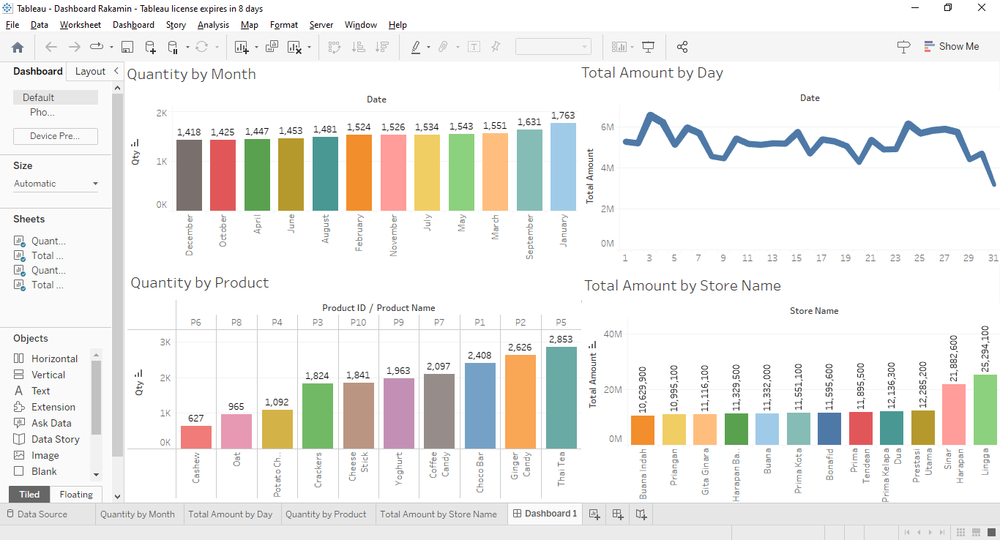 Tableau - Dashboard Rakamin - Tableau license expires in 8 days
File Data Worksheet Dashboard Story Analysis Map Format Server Window Help
Show Me
Dashboard Layout
Default
Pho...
Device Pre...
Size
Automatic
Sheets
Quant...
Total ...
Quant...
Total ...
Objects
Horizontal
Vertical
Text
Extension
Ask Data
Data Story
Image
Blank
Tiled Floating
Quantity by Month
Date
Qty
2K
1K
0K
1,418 1,425 1,447 1,453 1,481 1,524 1,526 1,534 1,543 1,551 1,631 1,763
December October April June August February November July May March September January
Total Amount by Day
Date
Total Amount
6M
4M
2M
0M
1 3 5 7 9 11 13 15 17 19 21 23 25 27 29 31
Quantity by Product
Product ID / Product Name
P6 P8 P4 P3 P10 P9 P7 P1 P2 P5
Qty
3K
2K
1K
0K
627 965 1,092 1,824 1,841 1,963 2,097 2,408 2,626 2,853
Cashew
Oat
Potato Ch..
Crackers
Cheese
Stick
Yoghurt
Coffee
Candy
Choco Bar
Ginger
Candy
Thai Tea
Total Amount by Store Name
Store Name
Total Amount
40M
20M
0M
10,629,900 10,995,100 11,116,100 11,329,500 11,332,000 11,551,100 11,595,600 11,895,500 12,136,300 12,285,200 21,882,600 25,294,100
Buana Indah
Priangan
Gita Ginara
Harapan Ba..
Buana
Prima Kota
Bonafid
Prima
Tendean
Prima Kelapa
Dua
Prestasi
Utama
Sinar
Harapan
Lingga
Data Source Quantity by Month Total Amount by Day Quantity by Product Total Amount by Store Name Dashboard 1